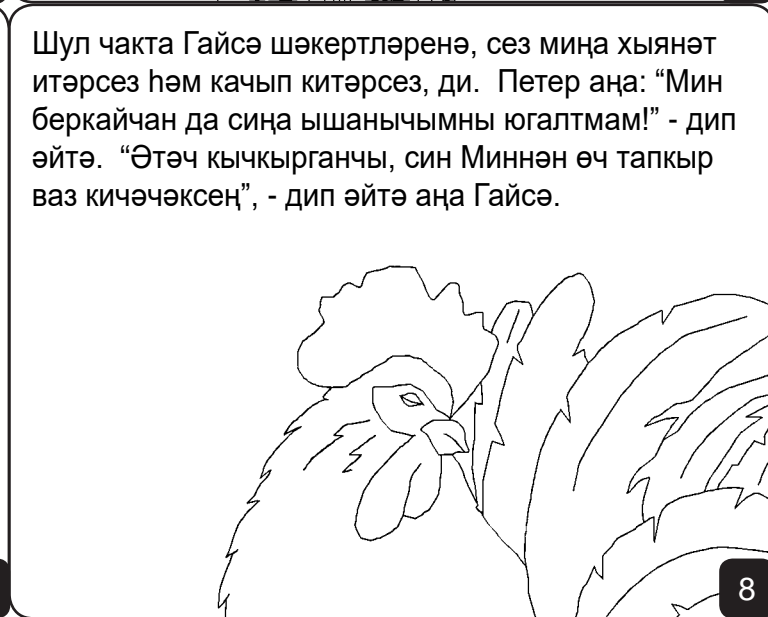 Шул чакта Гайсә шәкертләренә, сез миңа хыянәт
итәрсез һәм качып китәрсез, ди.  Петер аңа: “Мин
беркайчан да сиңа ышанычымны югалтмам!” - дип
әйтә.  “Әтәч кычкырганчы, син Миннән өч тапкыр
ваз кичәчәксең”, - дип әйтә аңа Гайсә.
8